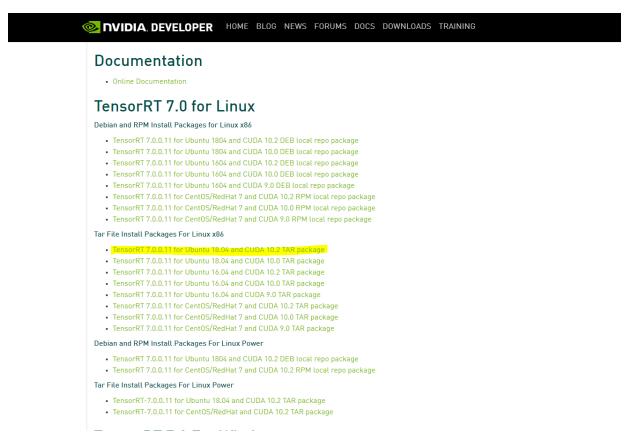 NVIDIA. DEVELOPER HOME BLOG NEWS FORUMS DOCS DOWNLOADS TRAINING
Documentation
Online Documentation
TensorRT 7.0 for Linux
Debian and RPM Install Packages for Linux x86
TensorRT 7.0.0.11 for Ubuntu 1804 and CUDA 10.2 DEB local repo package
TensorRT 7.0.0.11 for Ubuntu 1804 and CUDA 10.0 DEB local repo package
TensorRT 7.0.0.11 for Ubuntu 1604 and CUDA 10.2 DEB local repo package
TensorRT 7.0.0.11 for Ubuntu 1604 and CUDA 10.0 DEB local repo package
TensorRT 7.0.0.11 for Ubuntu 1604 and CUDA 9.0 DEB local repo package
TensorRT 7.0.0.11 for CentOS/RedHat 7 and CUDA 10.2 RPM local repo package
TensorRT 7.0.0.11 for CentOS/RedHat 7 and CUDA 10.0 RPM local repo package
TensorRT 7.0.0.11 for CentOS/RedHat 7 and CUDA 9.0 RPM local repo package
Tar File Install Packages For Linux x86
TensorRT 7.0.0.11 for Ubuntu 18.04 and CUDA 10.2 TAR package
TensorRT 7.0.0.11 for Ubuntu 18.04 and CUDA 10.0 TAR package
TensorRT 7.0.0.11 for Ubuntu 16.04 and CUDA 10.2 TAR package
TensorRT 7.0.0.11 for Ubuntu 16.04 and CUDA 10.0 TAR package
TensorRT 7.0.0.11 for Ubuntu 16.04 and CUDA 9.0 TAR package
TensorRT 7.0.0.11 for CentOS/RedHat 7 and CUDA 10.2 TAR package
TensorRT 7.0.0.11 for CentOS/RedHat 7 and CUDA 10.0 TAR package
TensorRT 7.0.0.11 for CentOS/RedHat 7 and CUDA 9.0 TAR package
Debian and RPM Install Packages For Linux Power
TensorRT 7.0.0.11 for Ubuntu 1804 and CUDA 10.2 DEB local repo package
TensorRT 7.0.0.11 for CentOS/RedHat 7 and CUDA 10.2 RPM local repo package
Tar File Install Packages For Linux Power
TensorRT-7.0.0.11 for Ubuntu 18.04 and CUDA 10.2 TAR package
TensorRT-7.0.0.11 for CentOS/RedHat and CUDA 10.2 TAR package